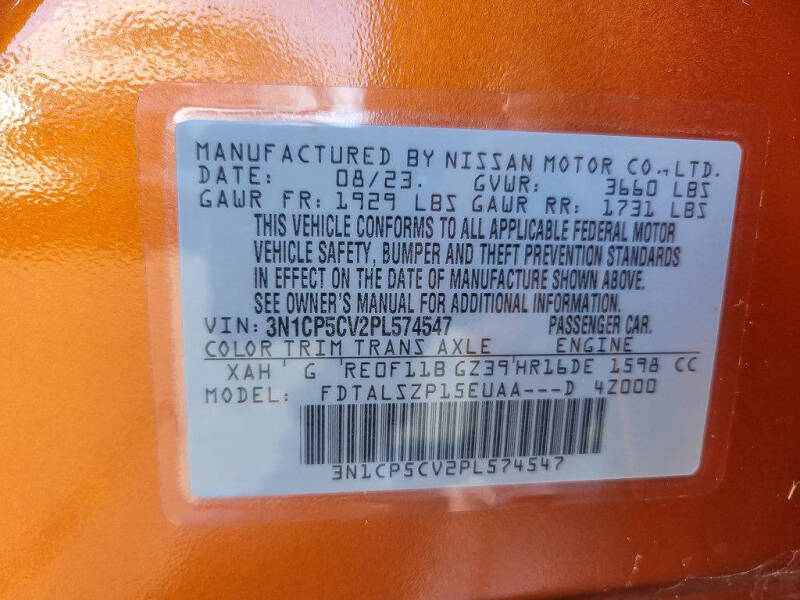 MANUFACTURED BY NISSAN MOTOR CO., LTD.
DATE: 08/23. GVWR: 3660 LBS
GAWR FR: 1929 LBS GAWR RR: 1731 LBS
THIS VEHICLE CONFORMS TO ALL APPLICABLE FEDERAL MOTOR
VEHICLE SAFETY, BUMPER AND THEFT PREVENTION STANDARDS
IN EFFECT ON THE DATE OF MANUFACTURE SHOWN ABOVE.
SEE OWNER'S MANUAL FOR ADDITIONAL INFORMATION.
VIN: 3N1CP5CV2PL574547 PASSENGER CAR.
COLOR TRIM TRANS AXLE ENGINE
XAH ' G RE0F11B GZ39'HR16DE 1598 CC
MODEL: FDTALSZP15EUAA---D 4Z000
3N1CP5CV2PL574547